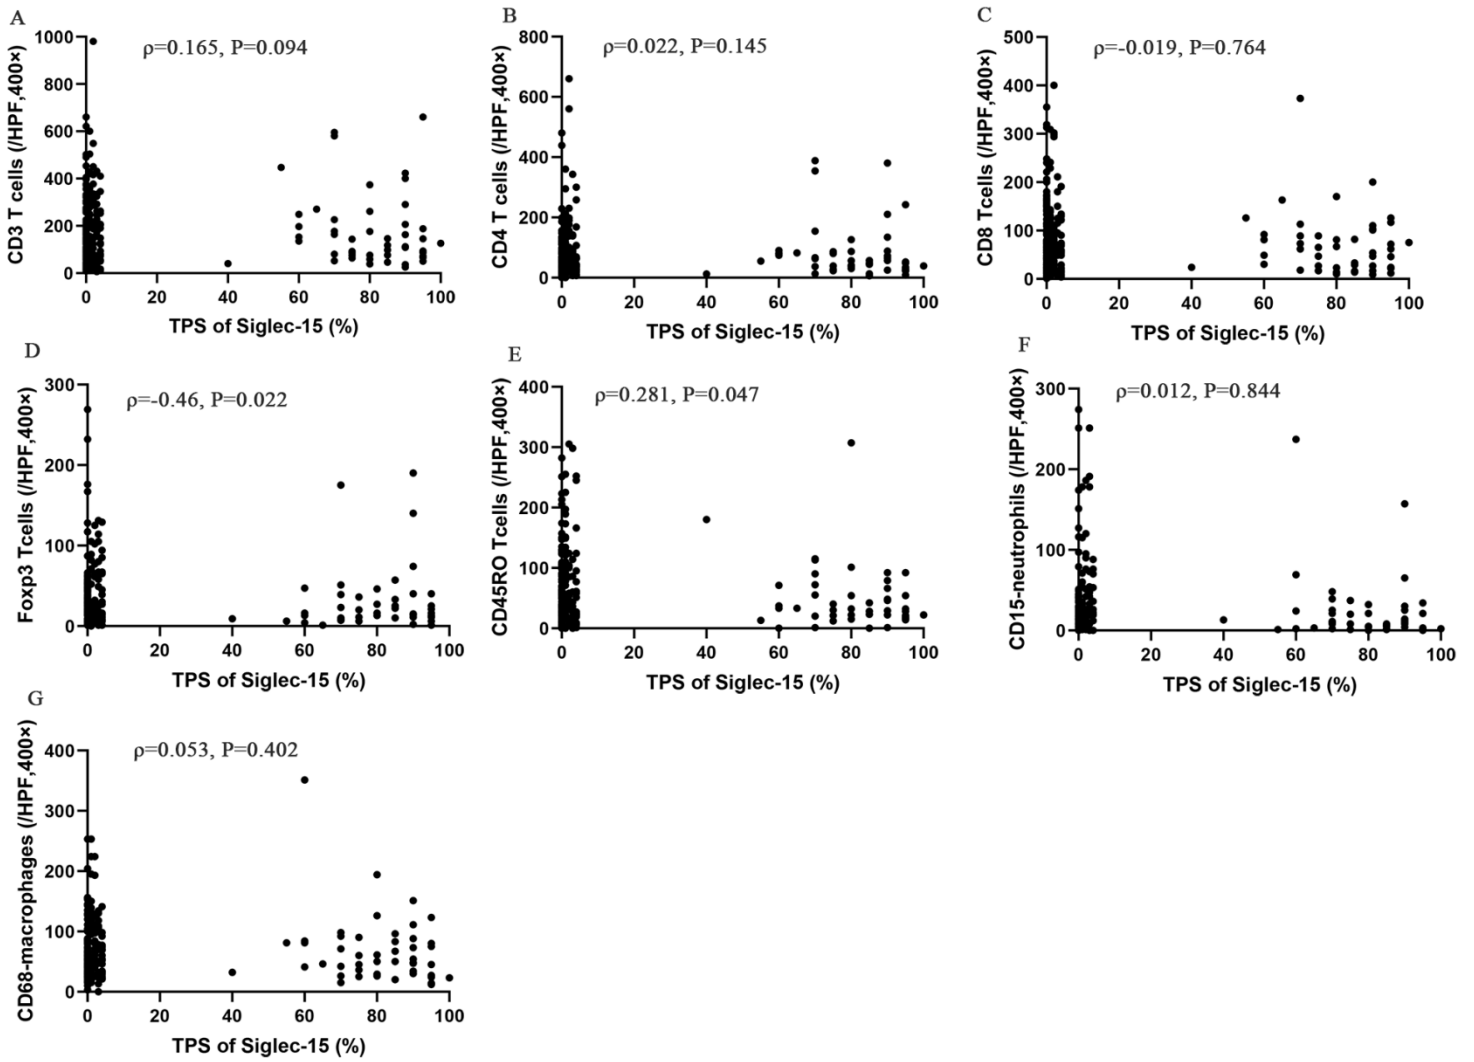 A
ρ=0.165, P=0.094
CD3 T cells (/HPF,400×)
1000
800
600
400
200
0
0 20 40 60 80 100
TPS of Siglec-15 (%)
B
ρ=0.022, P=0.145
CD4 T cells (/HPF,400×)
800
600
400
200
0
0 20 40 60 80 100
TPS of Siglec-15 (%)
C
ρ=-0.019, P=0.764
CD8 Tcells (/HPF,400×)
500
400
300
200
100
0
0 20 40 60 80 100
TPS of Siglec-15 (%)
D
ρ=-0.46, P=0.022
Foxp3 Tcells (/HPF,400×)
300
200
100
0
0 20 40 60 80 100
TPS of Siglec-15 (%)
E
ρ=0.281, P=0.047
CD45RO Tcells (/HPF,400×)
400
300
200
100
0
0 20 40 60 80 100
TPS of Siglec-15 (%)
F
ρ=0.012, P=0.844
CD15-neutrophils (/HPF,400×)
300
200
100
0
0 20 40 60 80 100
TPS of Siglec-15 (%)
G
ρ=0.053, P=0.402
CD68-macrophages (/HPF,400×)
400
300
200
100
0
0 20 40 60 80 100
TPS of Siglec-15 (%)